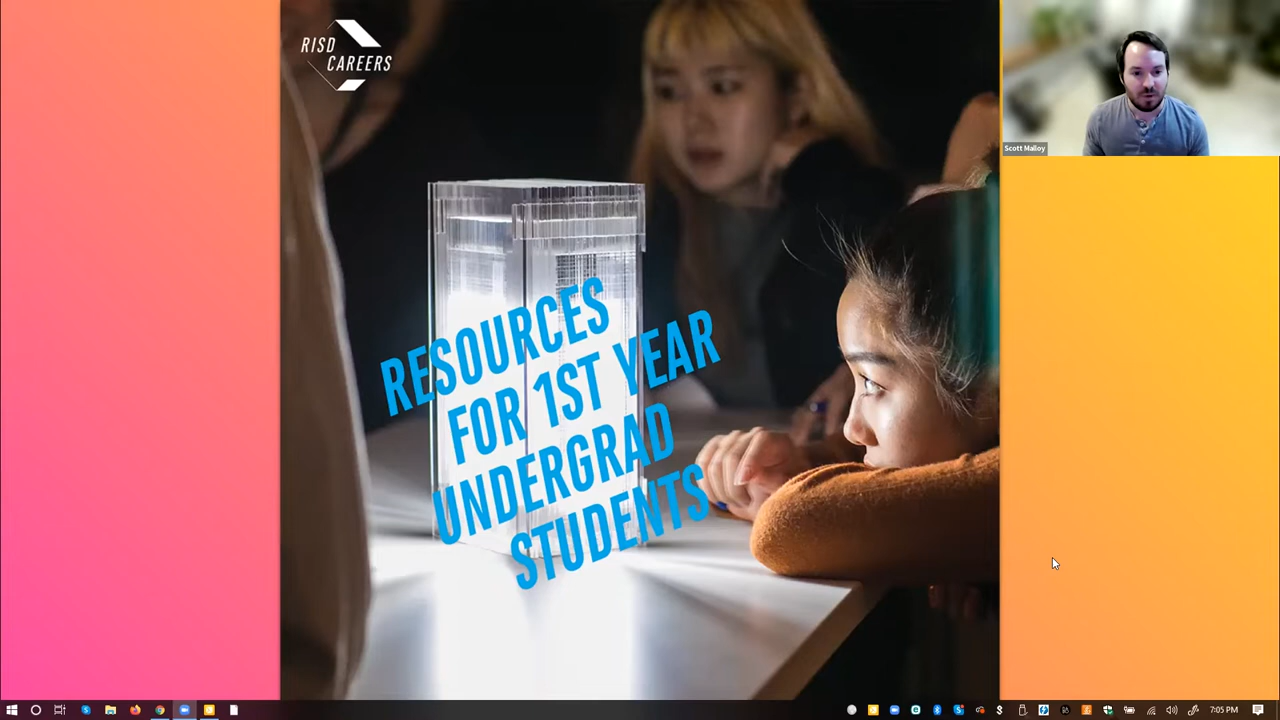 RISD
CAREERS
Scott Malloy
RESOURCES
FOR 1ST YEAR
UNDERGRAD
STUDENTS
7:05 PM